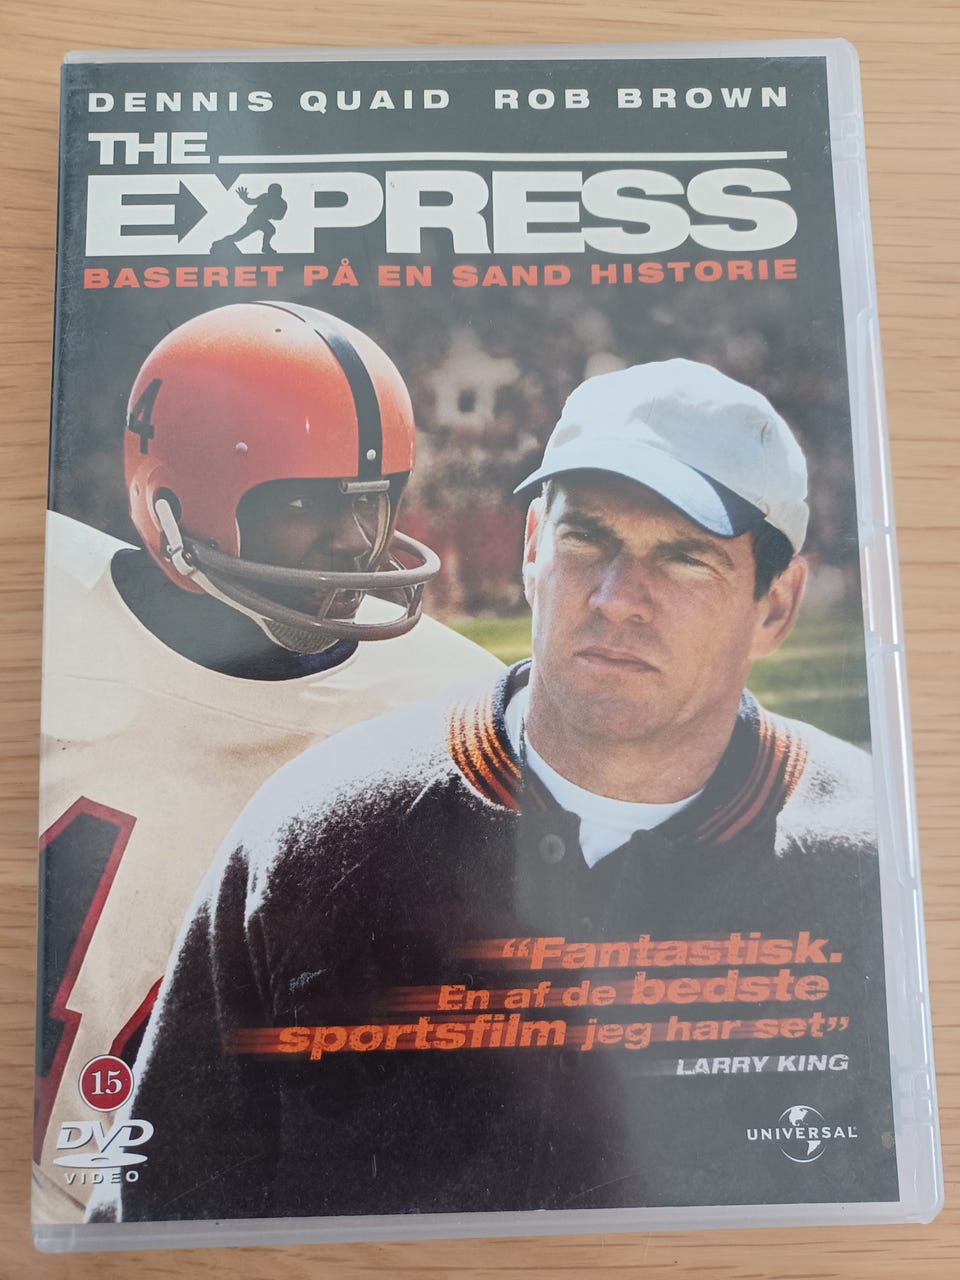 DENNIS QUAID ROB BROWN
THE
EXPRESS
BASERET PÅ EN SAND HISTORIE
4
“Fantastisk.
En af de bedste
sportsfilm jeg har set”
LARRY KING
15
DVD
VIDEO
UNIVERSAL